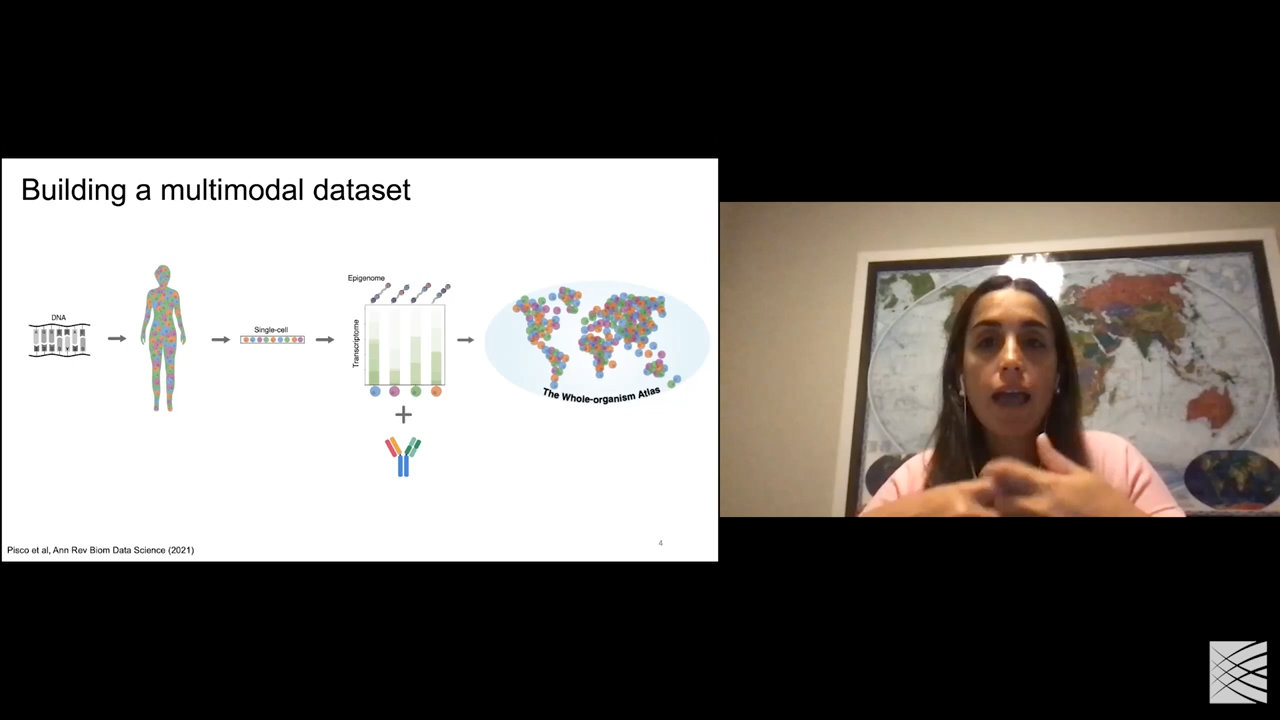 Building a multimodal dataset
DNA
Single-cell
Epigenome
Transcriptome
The Whole-organism Atlas
Pisco et al, Ann Rev Biom Data Science (2021)
4